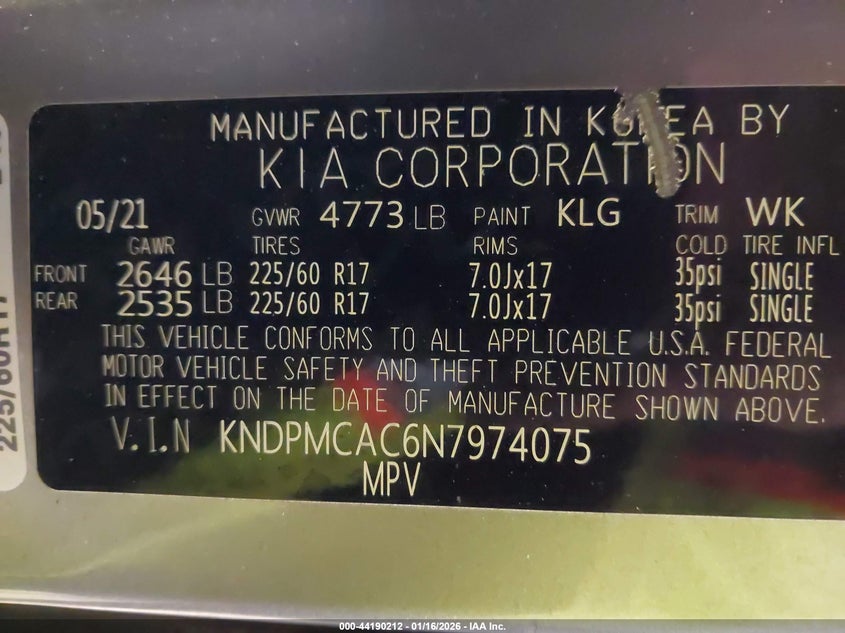 MANUFACTURED IN KOREA BY
KIA CORPORATION
05/21 GVWR 4773 LB PAINT KLG TRIM WK
GAWR TIRES RIMS COLD TIRE INFL
FRONT 2646 LB 225/60 R17 7.0Jx17 35psi SINGLE
REAR 2535 LB 225/60 R17 7.0Jx17 35psi SINGLE
THIS VEHICLE CONFORMS TO ALL APPLICABLE U.S.A. FEDERAL
MOTOR VEHICLE SAFETY AND THEFT PREVENTION STANDARDS
IN EFFECT ON THE DATE OF MANUFACTURE SHOWN ABOVE.
V.I.N KNDPMCAC6N7974075
MPV
225/60R17
000-44190212 - 01/16/2026 - IAA Inc.